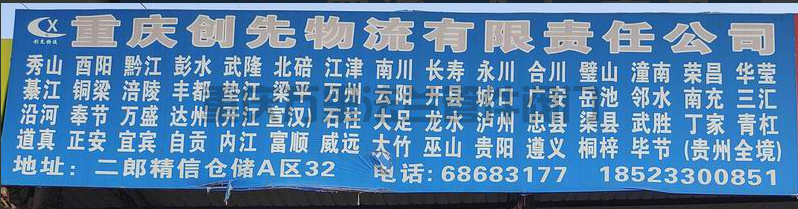 CX
创先物流
重庆创先物流有限责任公司
秀山 酉阳 黔江 彭水 武隆 北碚 江津 南川 长寿 永川 合川 璧山 潼南 荣昌 华莹
綦江 铜梁 涪陵 丰都 垫江 梁平 万州 云阳 开县 城口 广安 岳池 邻水 南充 三汇
沿河 奉节 万盛 达州 开江 宣汉 石柱 大足 龙水 泸州 忠县 渠县 武胜 丁家 青杠
道真 正安 宜宾 自贡 内江 富顺 威远 大竹 巫山 贵阳 遵义 桐梓 毕节 (贵州全境)
地址: 二郎精信仓储A区32 电话:68683177 18523300851